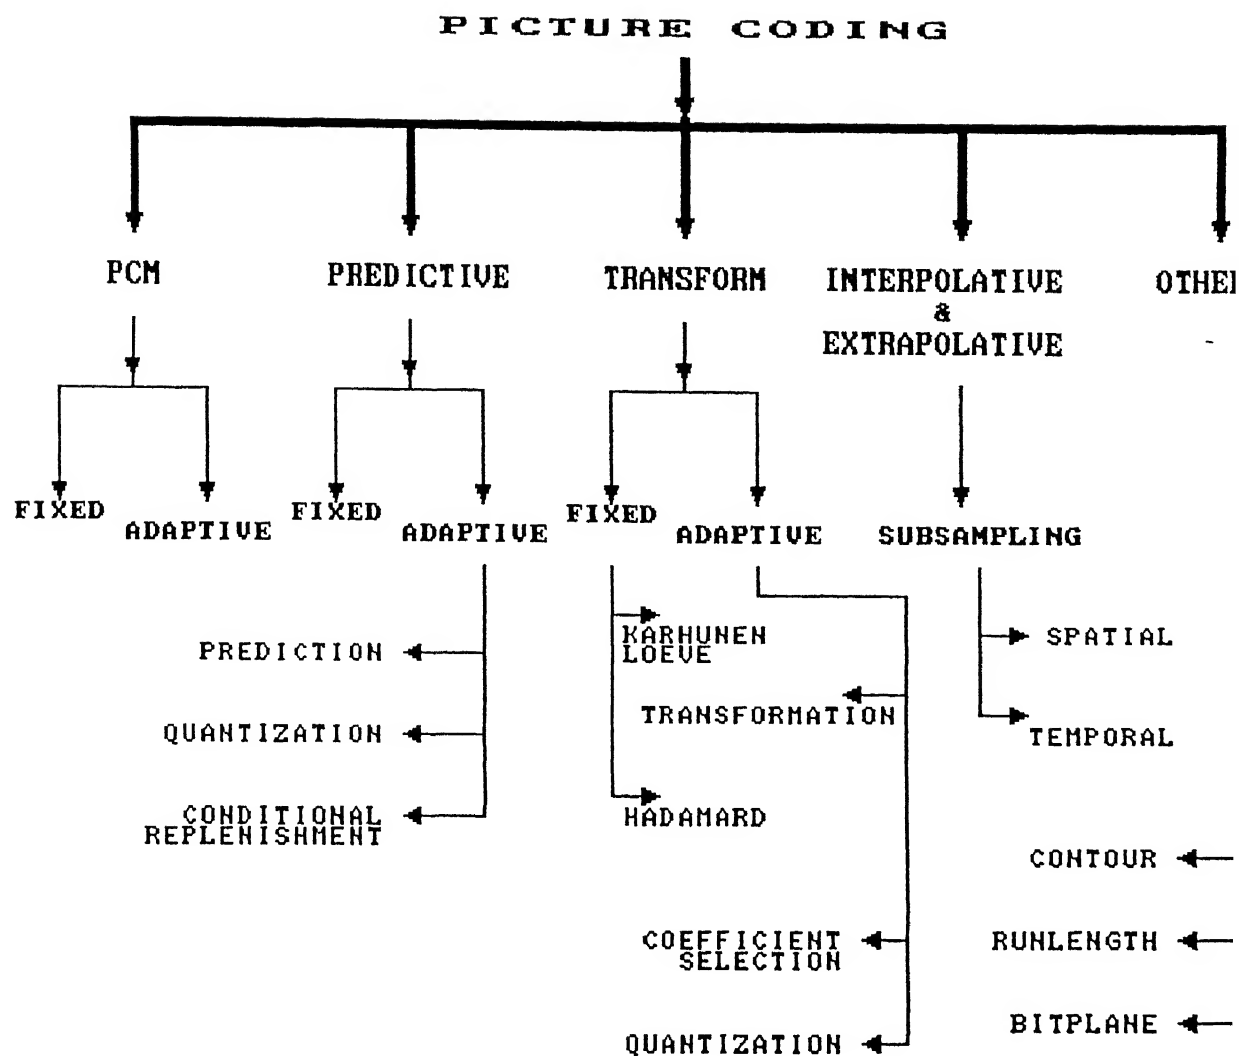 PICTURE CODING
PCM
PREDICTIVE
TRANSFORM
INTERPOLATIVE
&
EXTRAPOLATIVE
FIXED
ADAPTIVE
FIXED
ADAPTIVE
FIXED
ADAPTIVE
SUBSAMPLING
PREDICTION
QUANTIZATION
CONDITIONAL
REPLENISHMENT
KARHUNEN
LOEVE
HADAMARD
TRANSFORMATION
COEFFICIENT
SELECTION
QUANTIZATION
SPATIAL
TEMPORAL
CONTOUR
RUNLENGTH
BITPLANE